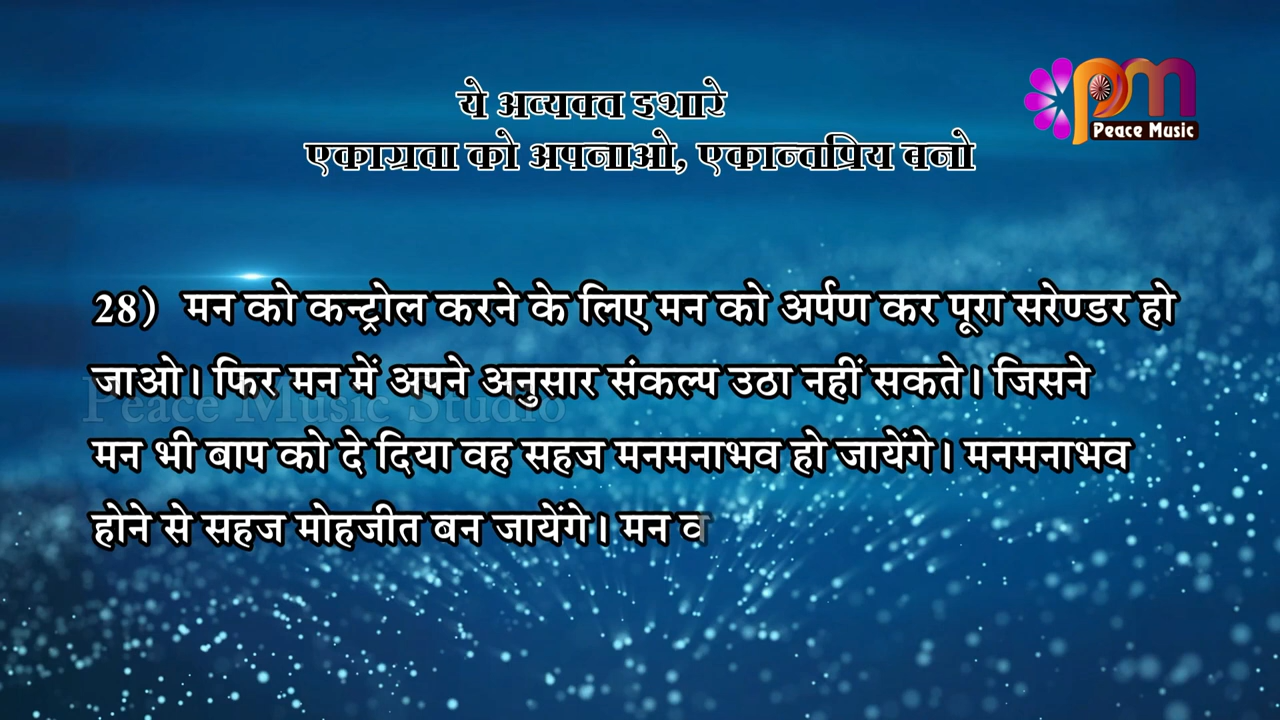 ये अव्यक्त इशारे
एकाग्रता को अपनाओ, एकान्तप्रिय बनो
pm
Peace Music
28) मन को कन्ट्रोल करने के लिए मन को अर्पण कर पूरा सरेण्डर हो
जाओ। फिर मन में अपने अनुसार संकल्प उठा नहीं सकते। जिसने
Peace Music Studio
मन भी बाप को दे दिया वह सहज मनमनाभव हो जायेंगे। मनमनाभव
होने से सहज मोहजीत बन जायेंगे। मन व